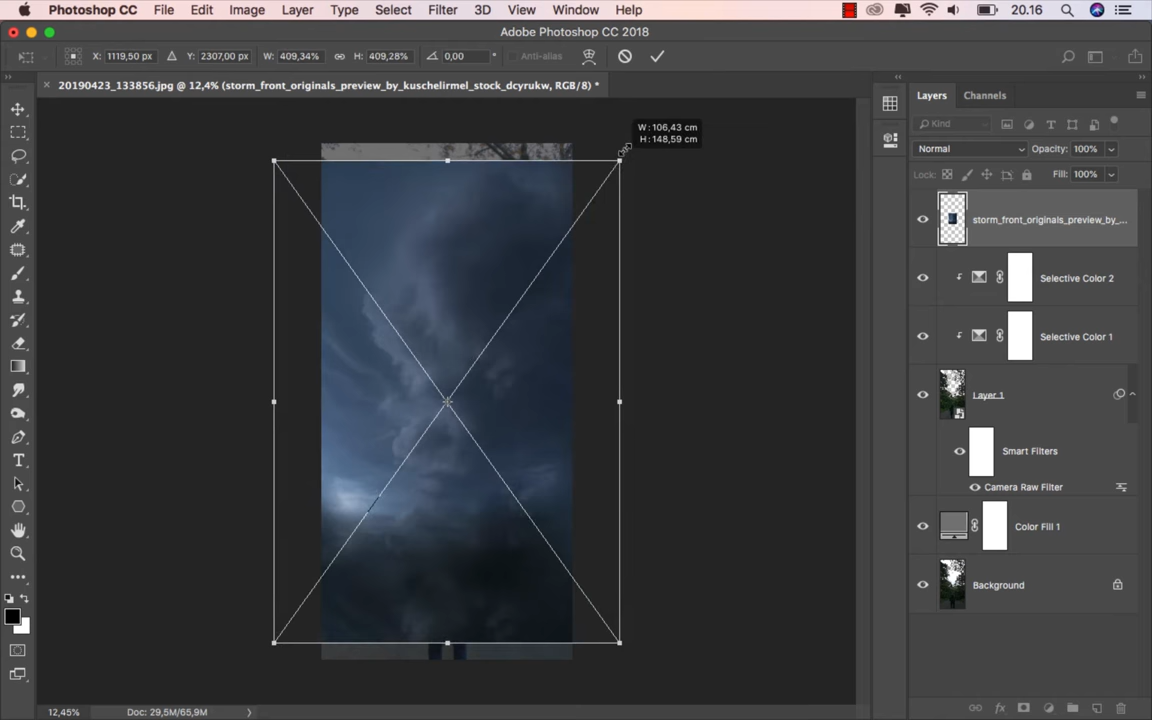 Photoshop CC File Edit Image Layer Type Select Filter 3D View Window Help 20.16
Adobe Photoshop CC 2018
X: 1119,50 px Y: 2307,00 px W: 409,34% H: 409,28% 0,00 ° Anti-alias
20190423_133856.jpg @ 12,4% (storm_front_originals_preview_by_kuschelirmel_stock_dcyrukw, RGB/8) *
Layers Channels
Kind
Normal Opacity: 100%
Lock: Fill: 100%
W : 106,43 cm
H : 148,59 cm
storm_front_originals_preview_by_...
Selective Color 2
Selective Color 1
Layer 1
Smart Filters
Camera Raw Filter
Color Fill 1
Background
12,45% Doc: 29,5M/65,9M